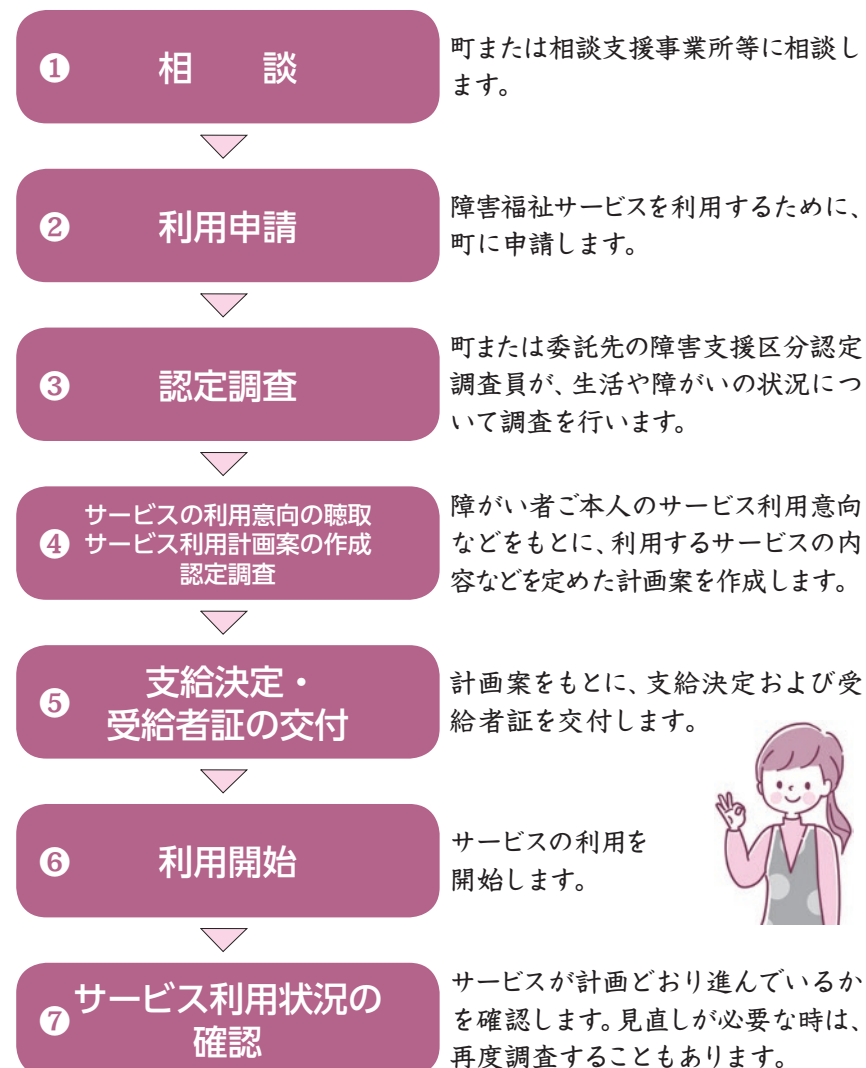 ❶ 相　談
町または相談支援事業所等に相談し
ます。
❷ 利用申請
障害福祉サービスを利用するために、
町に申請します。
❸ 認定調査
町または委託先の障害支援区分認定
調査員が、生活や障がいの状況につ
いて調査を行います。
❹ サービスの利用意向の聴取
サービス利用計画案の作成
認定調査
障がい者ご本人のサービス利用意向
などをもとに、利用するサービスの内
容などを定めた計画案を作成します。
❺ 支給決定・
受給者証の交付
計画案をもとに、支給決定および受
給者証を交付します。
❻ 利用開始
サービスの利用を
開始します。
❼ サービス利用状況の
確認
サービスが計画どおり進んでいるか
を確認します。見直しが必要な時は、
再度調査することもあります。